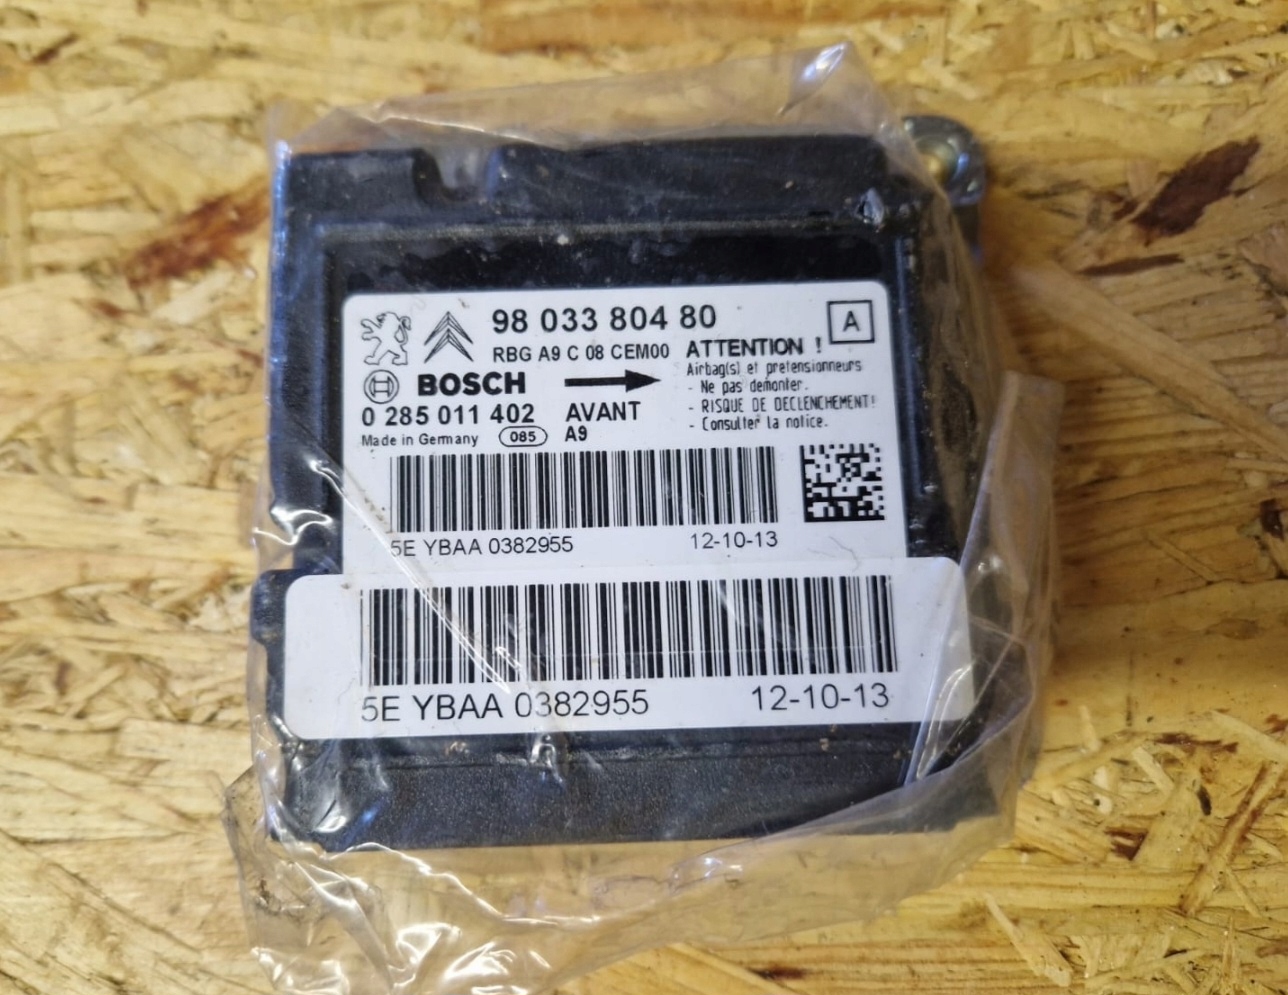 98 033 804 80
A
RBG A9 C 08 CEM00
ATTENTION !
Airbag(s) et pretensionneurs
- Ne pas demonter.
- RISQUE DE DECLENCHEMENT!
- Consulter la notice.
BOSCH
0 285 011 402
AVANT
Made in Germany
085
A9
5E YBAA 0382955
12-10-13
5E YBAA 0382955
12-10-13